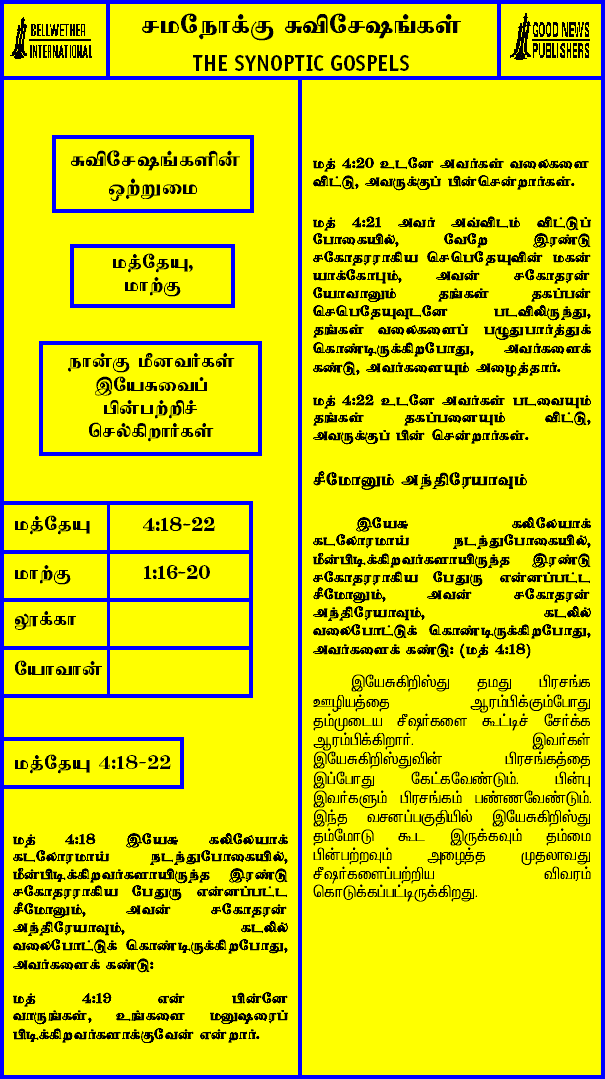 BELLWETHER
INTERNATIONAL
சமநோக்கு சுவிசேஷங்கள்
THE SYNOPTIC GOSPELS
GOOD NEWS
PUBLISHERS
சுவிசேஷங்களின்
ஒற்றுமை
மத்தேயு,
மாற்கு
நான்கு மீனவர்கள்
இயேசுவைப்
பின்பற்றிச்
செல்கிறார்கள்
மத்தேயு 4:18-22
மாற்கு 1:16-20
லூக்கா
யோவான்
மத்தேயு 4:18-22
மத் 4:18 இயேசு கலிலேயாக்
கடலோரமாய் நடந்துபோகையில்,
மீன்பிடிக்கிறவர்களாயிருந்த இரண்டு
சகோதரராகிய பேதுரு என்னப்பட்ட
சீமோனும், அவன் சகோதரன்
அந்திரேயாவும், கடலில்
வலைபோட்டுக் கொண்டிருக்கிறபோது,
அவர்களைக் கண்டு:
மத் 4:19 என் பின்னே
வாருங்கள், உங்களை மனுஷரைப்
பிடிக்கிறவர்களாக்குவேன் என்றார்.
மத் 4:20 உடனே அவர்கள் வலைகளை
விட்டு, அவருக்குப் பின்சென்றார்கள்.
மத் 4:21 அவர் அவ்விடம் விட்டுப்
போகையில், வேறே இரண்டு
சகோதரராகிய செபெதேயுவின் மகன்
யாக்கோபும், அவன் சகோதரன்
யோவானும் தங்கள் தகப்பன்
செபெதேயுவுடனே படவிலிருந்து,
தங்கள் வலைகளைப் பழுதுபார்த்துக்
கொண்டிருக்கிறபோது, அவர்களைக்
கண்டு, அவர்களையும் அழைத்தார்.
மத் 4:22 உடனே அவர்கள் படவையும்
தங்கள் தகப்பனையும் விட்டு,
அவருக்குப் பின் சென்றார்கள்.
சீமோனும் அந்திரேயாவும்
இயேசு கலிலேயாக்
கடலோரமாய் நடந்துபோகையில்,
மீன்பிடிக்கிறவர்களாயிருந்த இரண்டு
சகோதரராகிய பேதுரு என்னப்பட்ட
சீமோனும், அவன் சகோதரன்
அந்திரேயாவும், கடலில்
வலைபோட்டுக் கொண்டிருக்கிறபோது,
அவர்களைக் கண்டு: (மத் 4:18)
இயேசுகிறிஸ்து தமது பிரசங்க
ஊழியத்தை ஆரம்பிக்கும்போது
தம்முடைய சீஷர்களை கூட்டிச் சேர்க்க
ஆரம்பிக்கிறார். இவர்கள்
இயேசுகிறிஸ்துவின் பிரசங்கத்தை
இப்போது கேட்கவேண்டும். பின்பு
இவர்களும் பிரசங்கம் பண்ணவேண்டும்.
இந்த வசனப்பகுதியில் இயேசுகிறிஸ்து
தம்மோடு கூட இருக்கவும் தம்மை
பின்பற்றவும் அழைத்த முதலாவது
சீஷர்களைப்பற்றிய விவரம்
கொடுக்கப்பட்டிருக்கிறது.